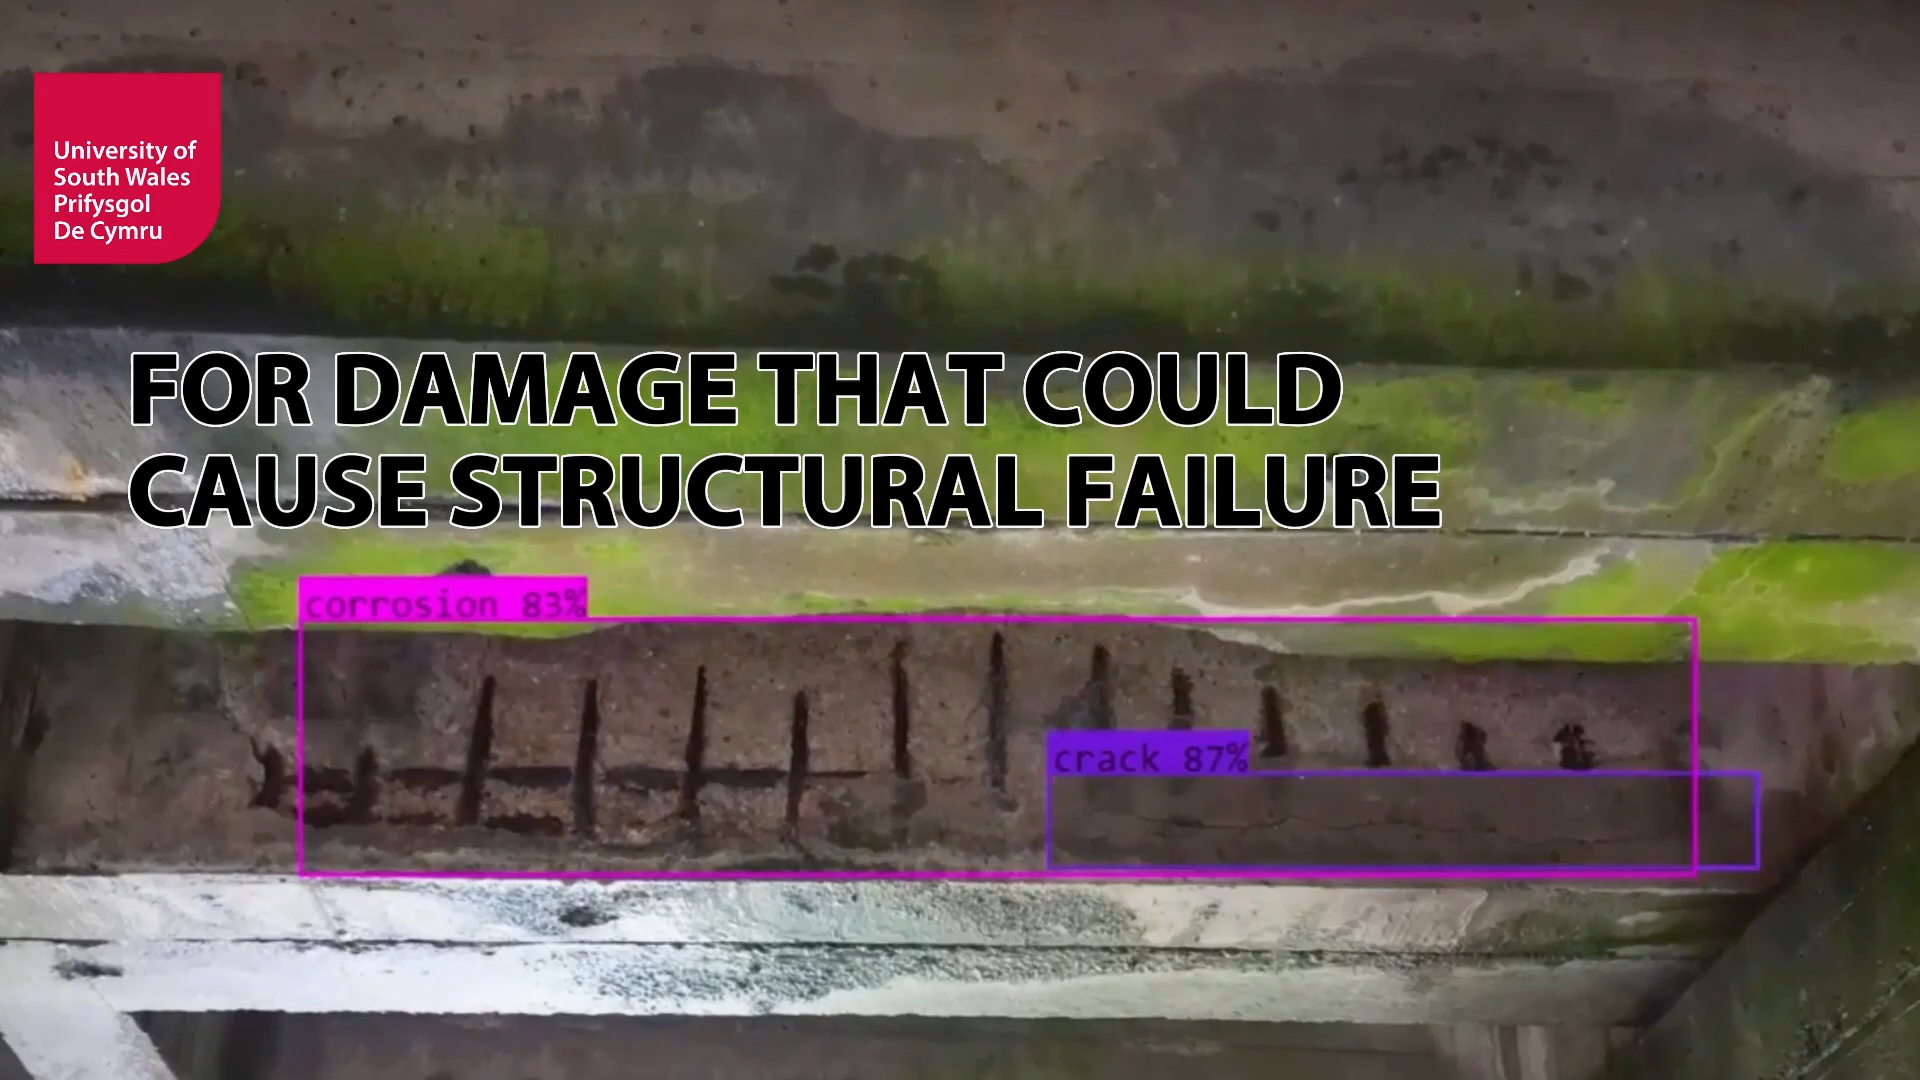 University of
South Wales
Prifysgol
De Cymru
FOR DAMAGE THAT COULD
CAUSE STRUCTURAL FAILURE
corrosion 83%
crack 87%